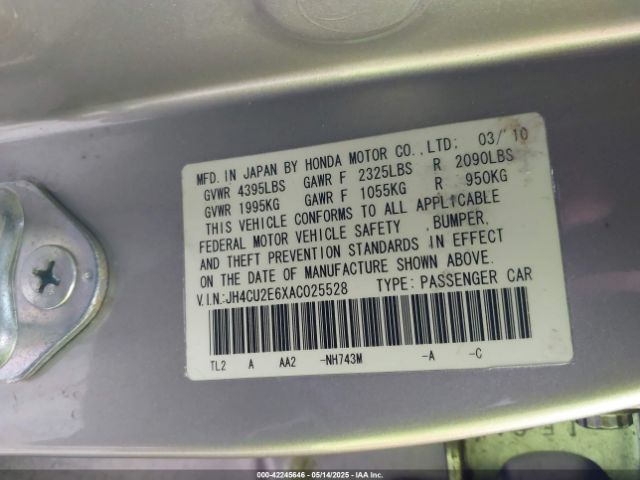 MFD. IN JAPAN BY HONDA MOTOR CO.,LTD: 03/'10
GVWR 4395LBS GAWR F 2325LBS R 2090LBS
GVWR 1995KG GAWR F 1055KG R 950KG
THIS VEHICLE CONFORMS TO ALL APPLICABLE
FEDERAL MOTOR VEHICLE SAFETY ,BUMPER,
AND THEFT PREVENTION STANDARDS IN EFFECT
ON THE DATE OF MANUFACTURE SHOWN ABOVE.
V.I.N:JH4CU2E6XAC025528 TYPE: PASSENGER CAR
TL2 A AA2 -NH743M -A -C
000-42245646 - 05/14/2025 - IAAI.com